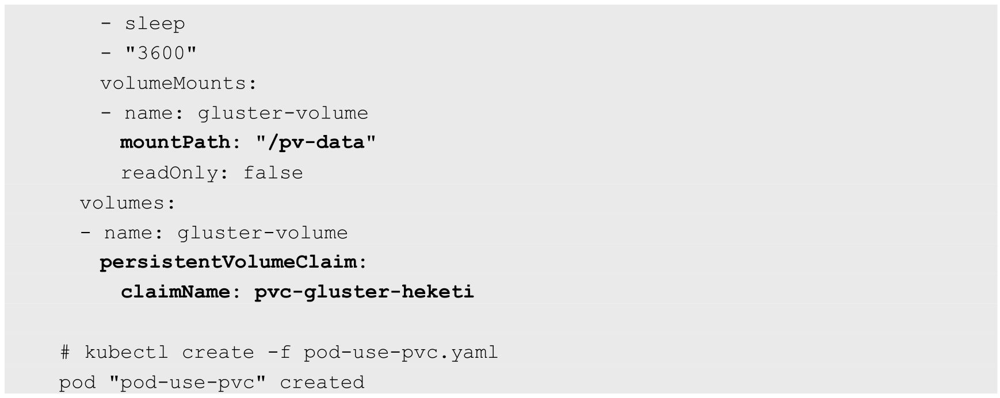 - sleep
- "3600"
volumeMounts:
- name: gluster-volume
mountPath: "/pv-data"
readOnly: false
volumes:
- name: gluster-volume
persistentVolumeClaim:
claimName: pvc-gluster-heketi
# kubectl create -f pod-use-pvc.yaml
pod "pod-use-pvc" created